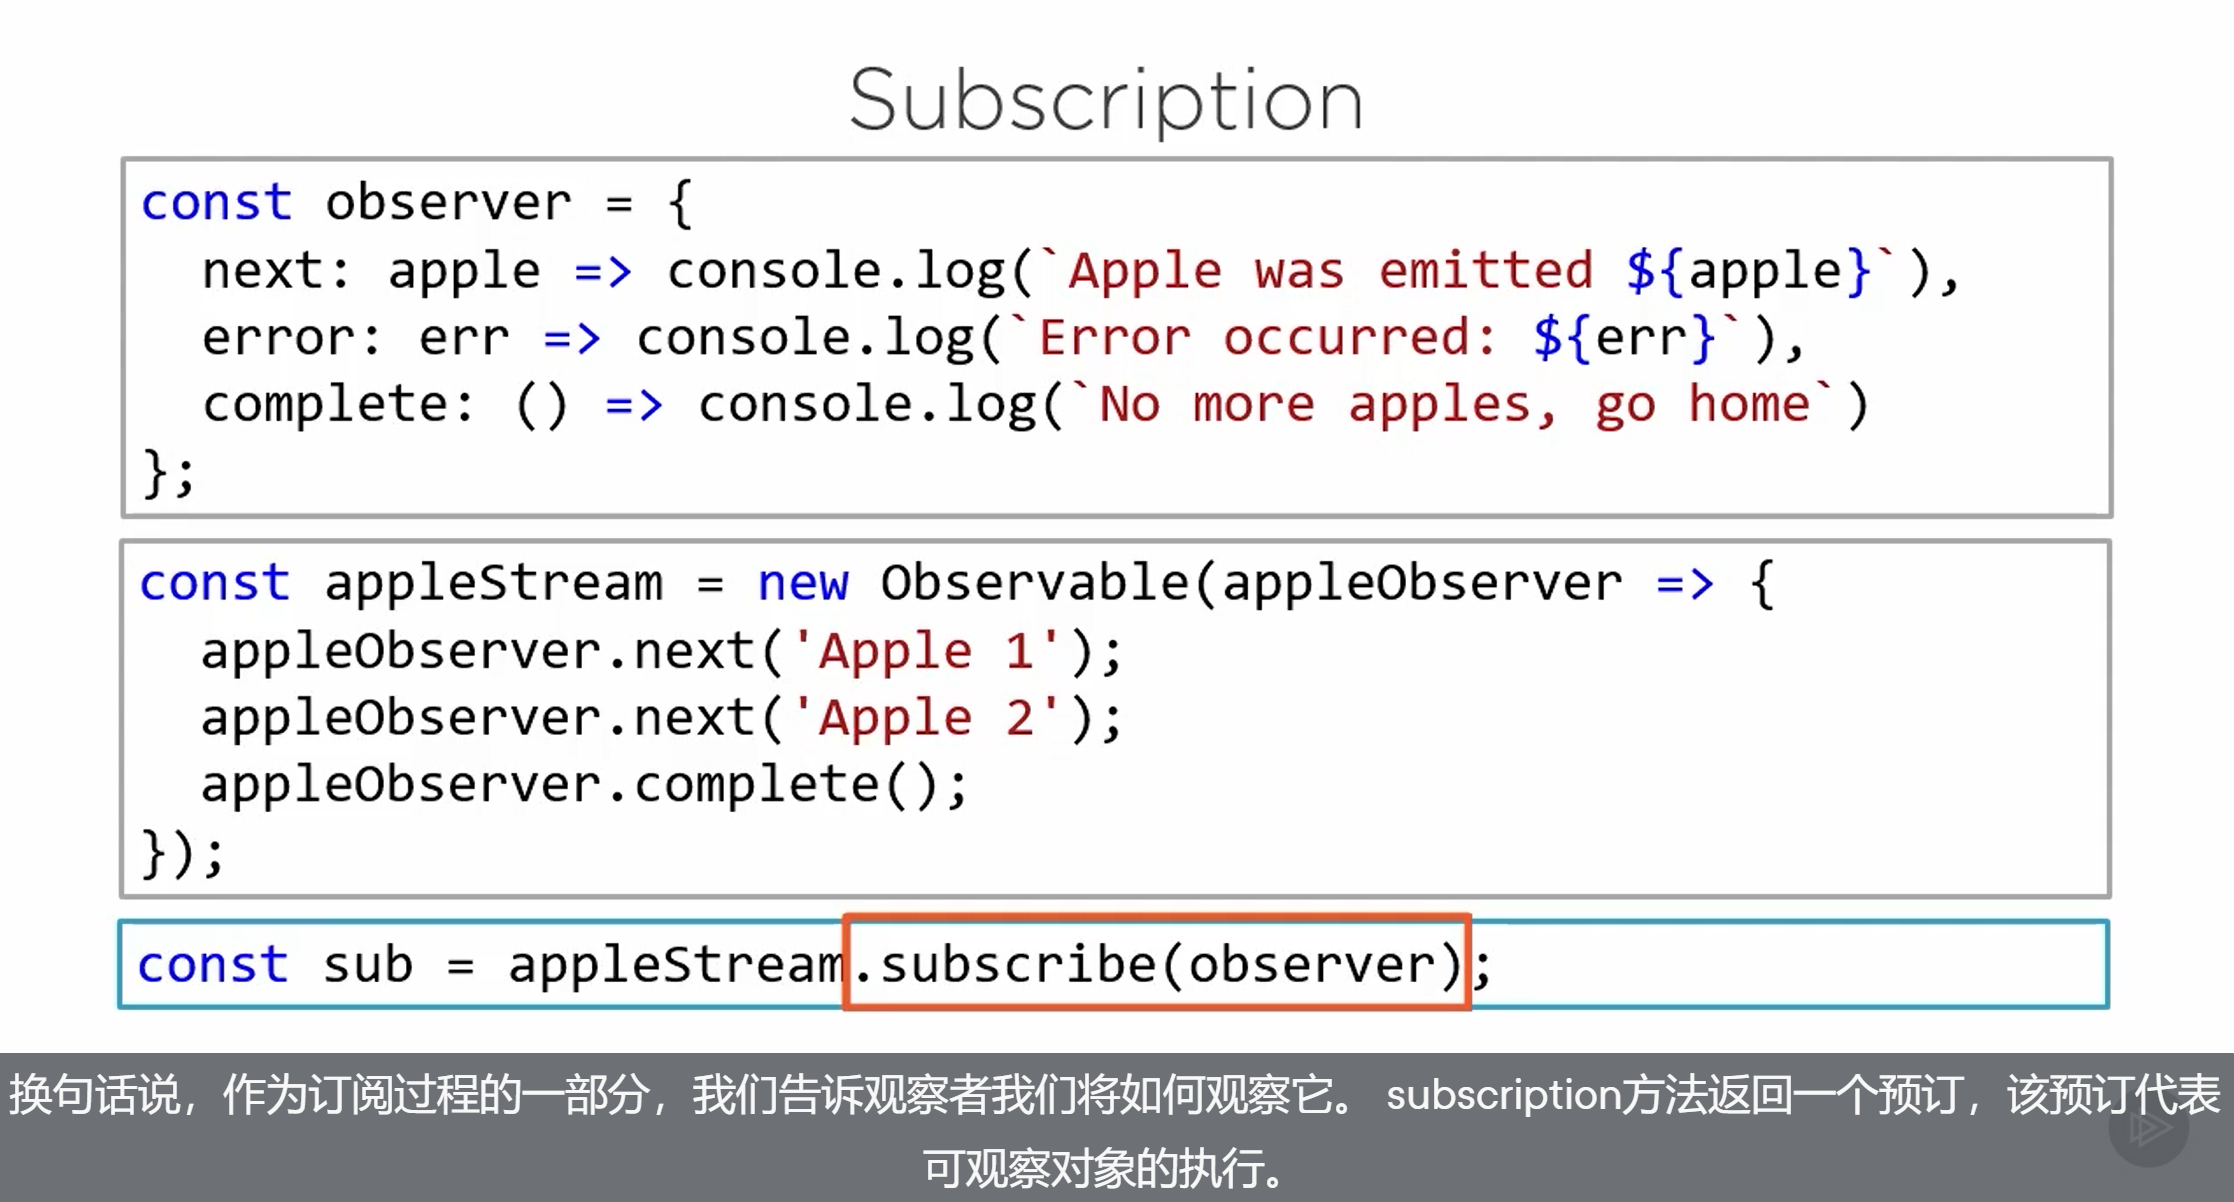 Subscription
const observer = {
  next: apple => console.log(`Apple was emitted ${apple}`),
  error: err => console.log(`Error occurred: ${err}`),
  complete: () => console.log(`No more apples, go home`)
};
const appleStream = new Observable(appleObserver => {
  appleObserver.next('Apple 1');
  appleObserver.next('Apple 2');
  appleObserver.complete();
});
const sub = appleStream.subscribe(observer);
换句话说，作为订阅过程的一部分，我们告诉观察者我们将如何观察它。 subscription方法返回一个预订，该预订代表
可观察对象的执行。